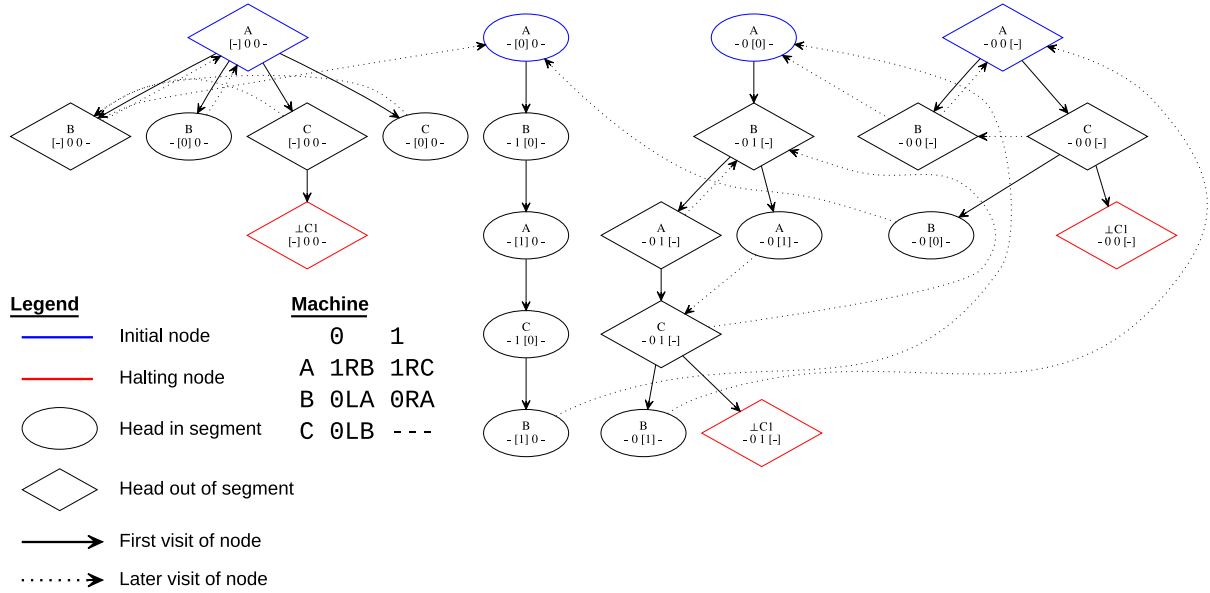 A
[-] 0 0 -
A
- [0] 0 -
A
- 0 [0] -
A
- 0 0 [-]
B
[-] 0 0 -
B
- [0] 0 -
C
[-] 0 0 -
C
- [0] 0 -
B
- 1 [0] -
B
- 0 1 [-]
B
- 0 0 [-]
C
- 0 0 [-]
⊥C1
[-] 0 0 -
A
- [1] 0 -
A
- 0 1 [-]
A
- 0 [1] -
B
- 0 [0] -
⊥C1
- 0 0 [-]
C
- 1 [0] -
C
- 0 1 [-]
B
- [1] 0 -
B
- 0 [1] -
⊥C1
- 0 1 [-]
Legend
Initial node
Halting node
Head in segment
Head out of segment
First visit of node
Later visit of node
Machine
0 1
A 1RB 1RC
B 0LA 0RA
C 0LB ---